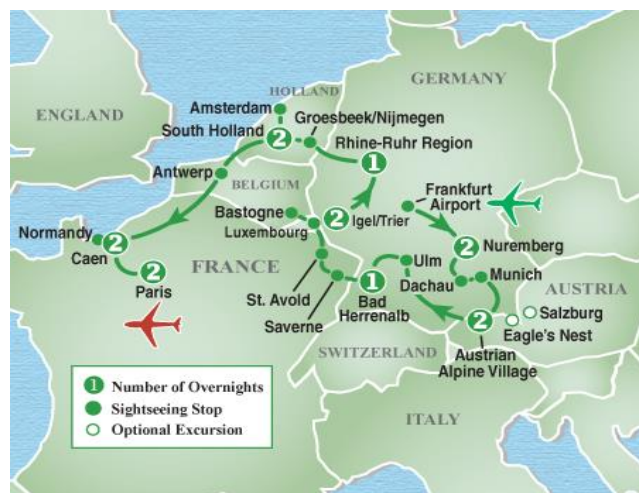 HOLLAND
GERMANY
ENGLAND
Amsterdam
South Holland
2
Groesbeek/Nijmegen
Rhine-Ruhr Region
1
Antwerp
BELGIUM
Bastogne
Luxembourg
2
Igel/Trier
Frankfurt
Airport
Normandy
2
Caen
2
Paris
FRANCE
2
Nuremberg
Ulm
Dachau
Munich
AUSTRIA
St. Avold
Saverne
1
Bad
Herrenalb
2
Salzburg
Eagle's Nest
Austrian
Alpine Village
SWITZERLAND
ITALY
1 Number of Overnights
Sightseeing Stop
Optional Excursion